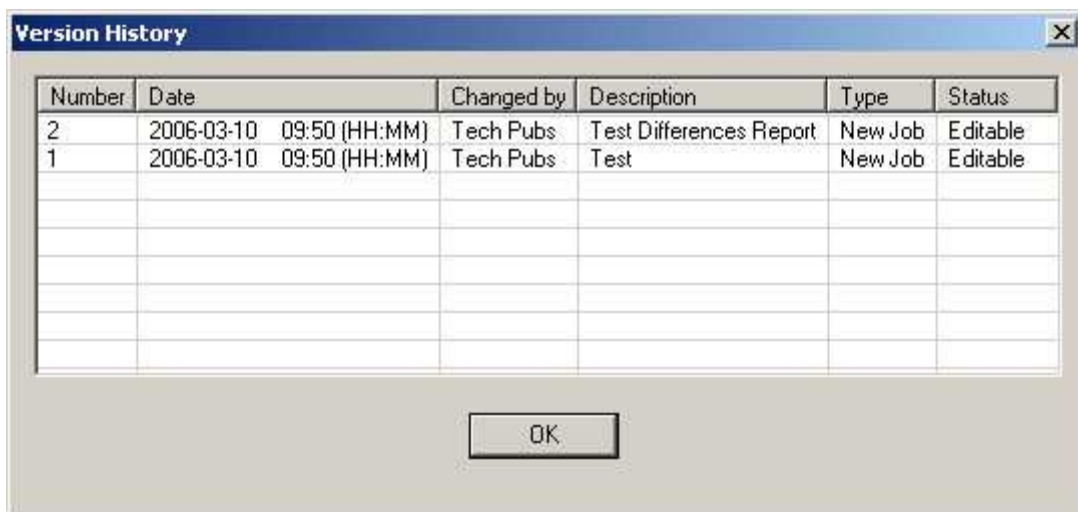 Version History
Number Date Changed by Description Type Status
2 2006-03-10 09:50 (HH:MM) Tech Pubs Test Differences Report New Job Editable
1 2006-03-10 09:50 (HH:MM) Tech Pubs Test New Job Editable
OK